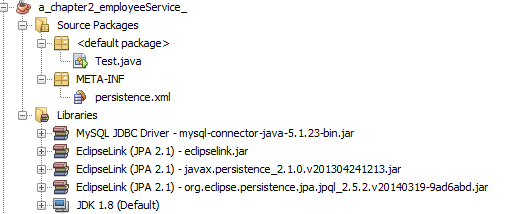 a_chapter2_employeeService_
Source Packages
<default package>
Test.java
META-INF
persistence.xml
Libraries
MySQL JDBC Driver - mysql-connector-java-5.1.23-bin.jar
EclipseLink (JPA 2.1) - eclipselink.jar
EclipseLink (JPA 2.1) - javax.persistence_2.1.0.v201304241213.jar
EclipseLink (JPA 2.1) - org.eclipse.persistence.jpa.jpql_2.5.2.v20140319-9ad6abd.jar
JDK 1.8 (Default)